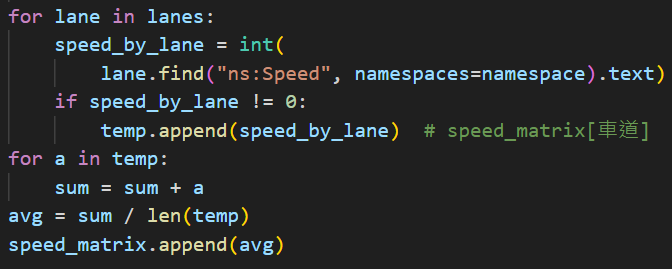 for lane in lanes:
    speed_by_lane = int(
        lane.find("ns:Speed", namespaces=namespace).text)
    if speed_by_lane != 0:
        temp.append(speed_by_lane)  # speed_matrix[車道]
for a in temp:
    sum = sum + a
avg = sum / len(temp)
speed_matrix.append(avg)